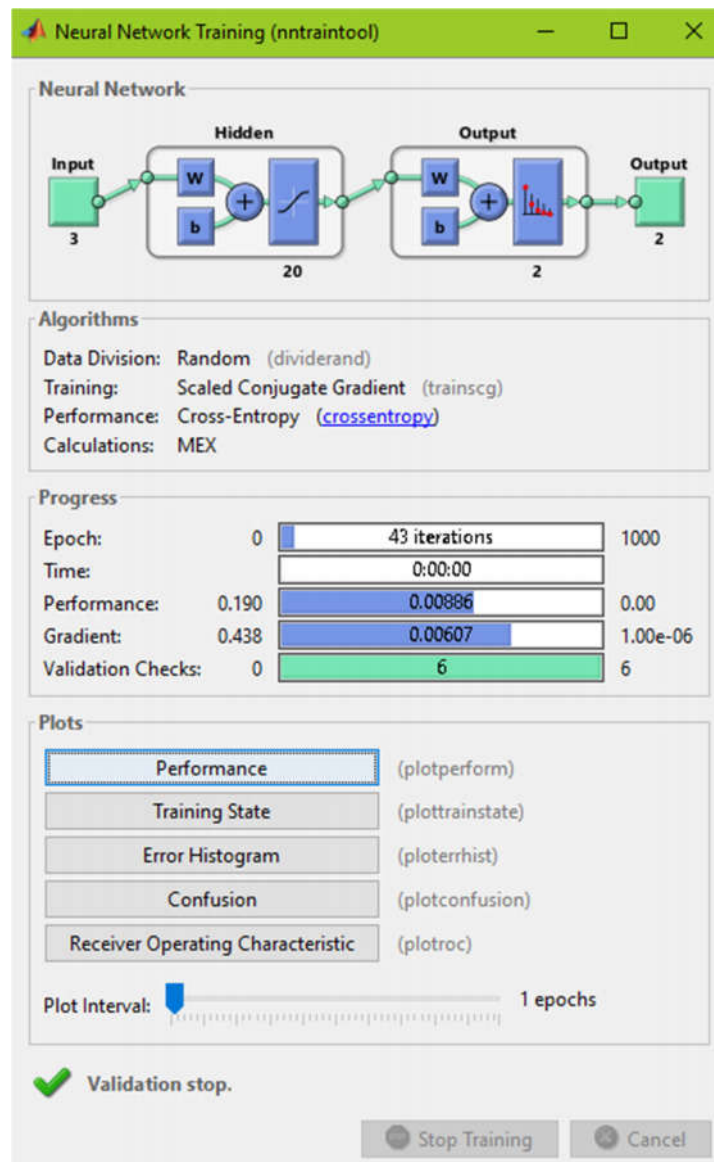 Neural Network Training (nntraintool)
Neural Network
Hidden
Output
Input
W
b
+
W
b
+
Output
3
20
2
2
Algorithms
Data Division: Random (dividerand)
Training: Scaled Conjugate Gradient (trainscg)
Performance: Cross-Entropy (crossentropy)
Calculations: MEX
Progress
Epoch: 0 43 iterations 1000
Time: 0:00:00
Performance: 0.190 0.00886 0.00
Gradient: 0.438 0.00607 1.00e-06
Validation Checks: 0 6 6
Plots
Performance (plotperform)
Training State (plottrainstate)
Error Histogram (ploterrhist)
Confusion (plotconfusion)
Receiver Operating Characteristic (plotroc)
Plot Interval: 1 epochs
Validation stop.
Stop Training Cancel